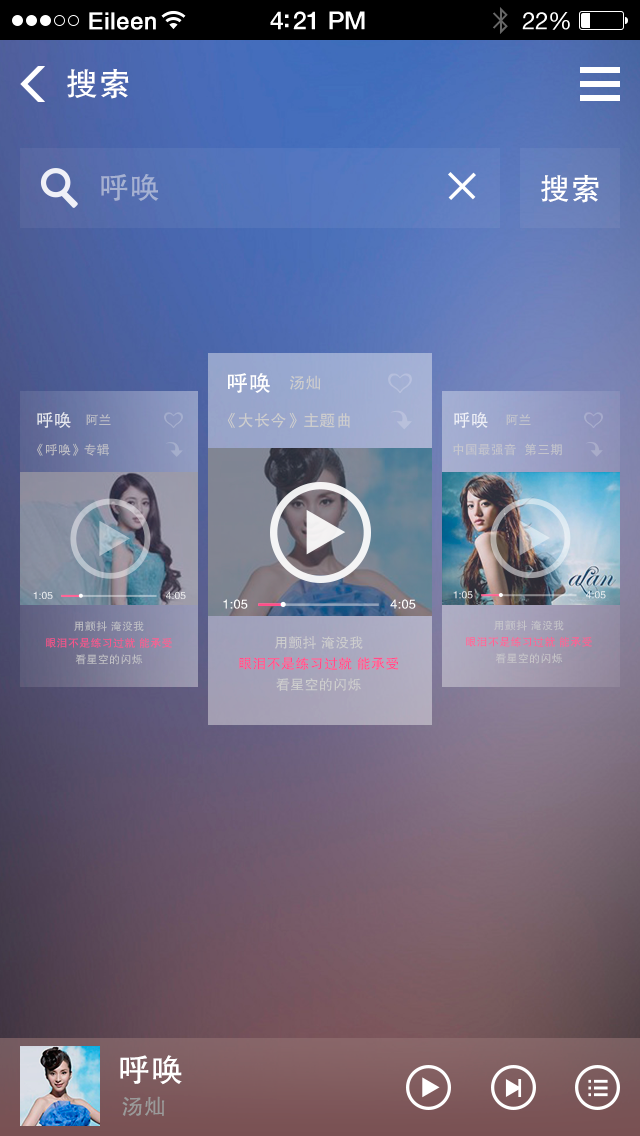 Eileen 4:21 PM 22%
搜索
呼唤
搜索
呼唤 阿兰
《呼唤》专辑
1:05 4:05
用颤抖 淹没我
眼泪不是练习过就 能承受
看星空的闪烁
呼唤 汤灿
《大长今》主题曲
1:05 4:05
用颤抖 淹没我
眼泪不是练习过就 能承受
看星空的闪烁
呼唤 阿兰
中国最强音 第三期
alan
1:05 4:05
用颤抖 淹没我
眼泪不是练习过就 能承受
看星空的闪烁
呼唤
汤灿